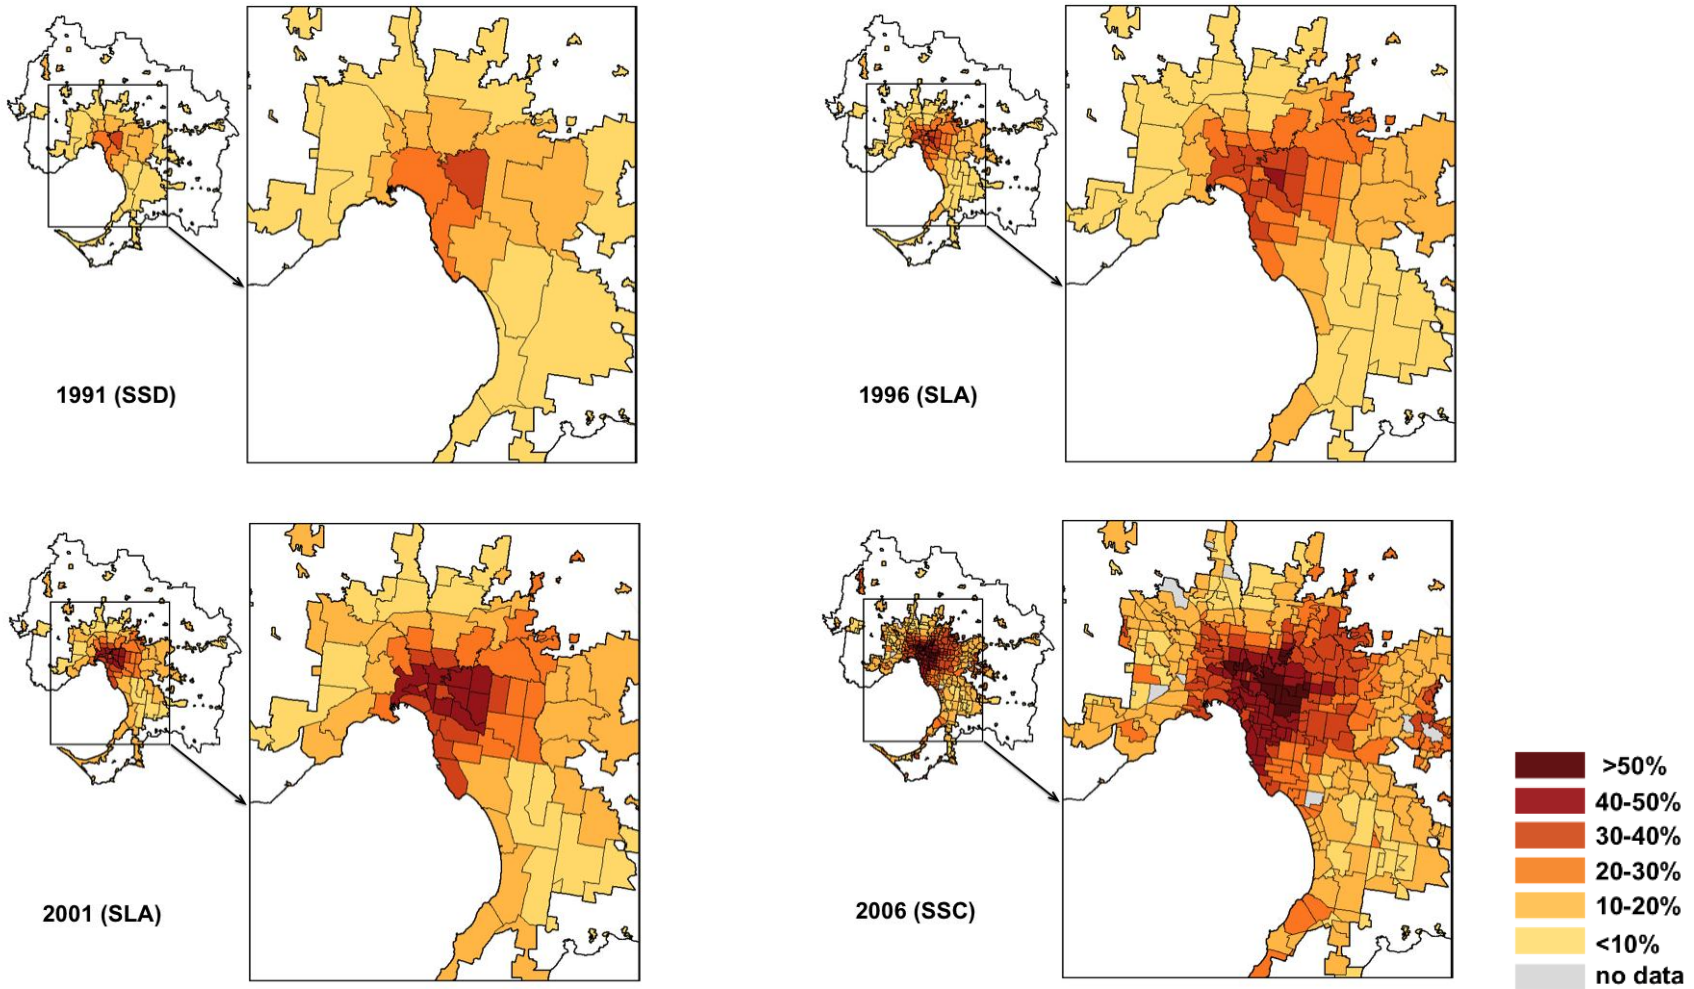 1991 (SSD)
1996 (SLA)
2001 (SLA)
2006 (SSC)
>50%
40-50%
30-40%
20-30%
10-20%
<10%
no data